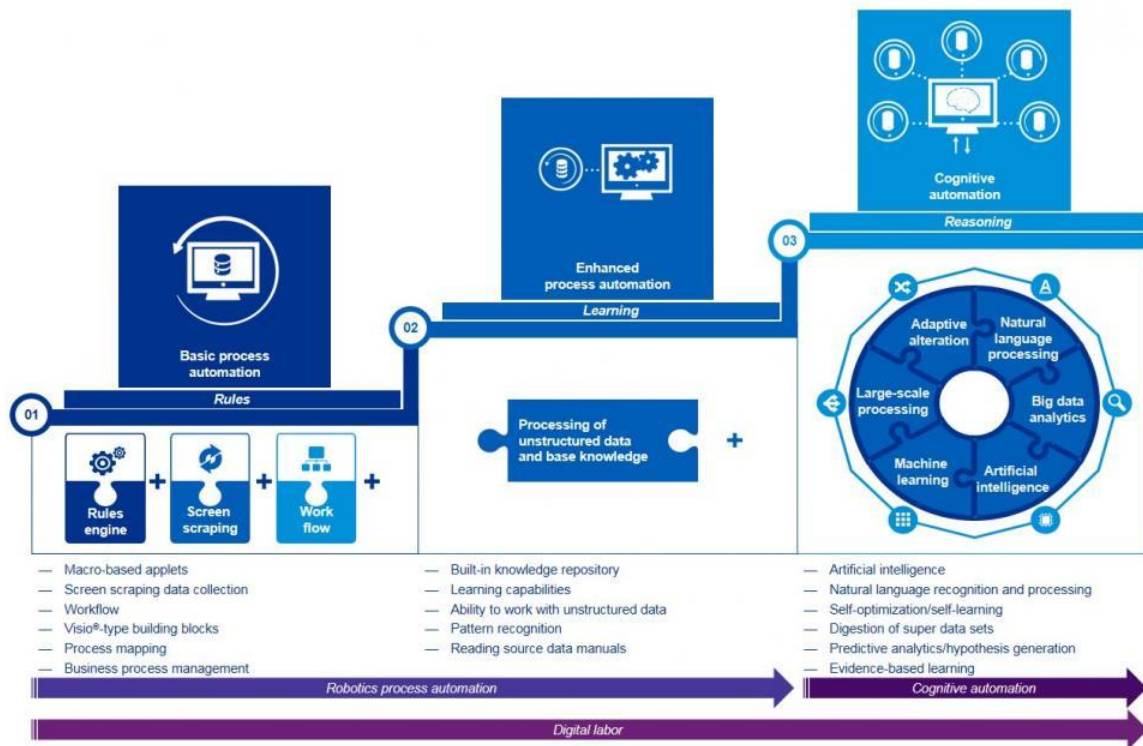 Cognitive
automation
Reasoning
03
Enhanced
process automation
Learning
02
Basic process
automation
Rules
01
Rules
engine
+
Screen
scraping
+
Work
flow
+
Processing of
unstructured data
and base knowledge
+
Adaptive
alteration
A
Natural
language
processing
Large-scale
processing
Big data
analytics
Machine
learning
Artificial
intelligence
— Macro-based applets
— Screen scraping data collection
— Workflow
— Visio®-type building blocks
— Process mapping
— Business process management
— Built-in knowledge repository
— Learning capabilities
— Ability to work with unstructured data
— Pattern recognition
— Reading source data manuals
— Artificial intelligence
— Natural language recognition and processing
— Self-optimization/self-learning
— Digestion of super data sets
— Predictive analytics/hypothesis generation
— Evidence-based learning
Robotics process automation
Cognitive automation
Digital labor